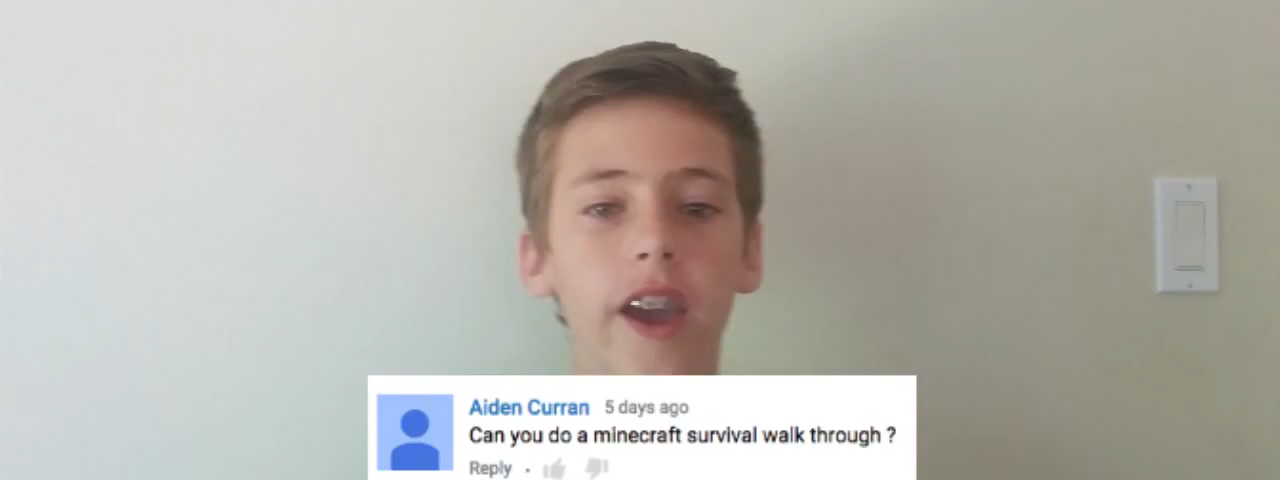 Aiden Curran 5 days ago
Can you do a minecraft survival walk through ?
Reply ·